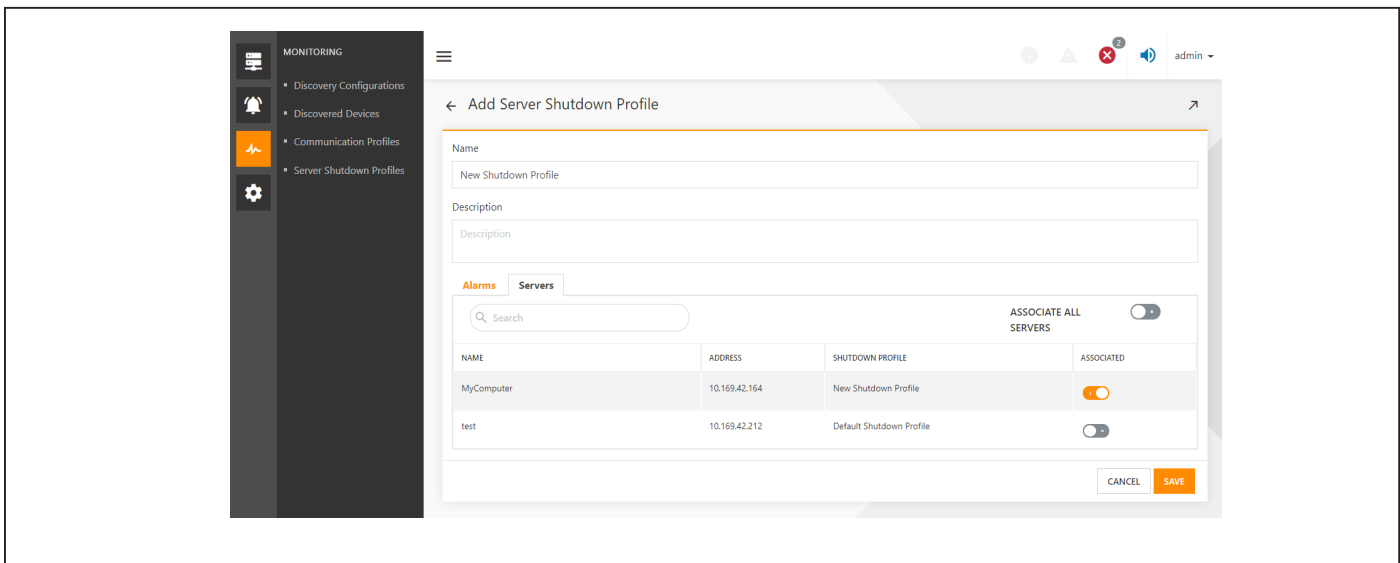 MONITORING
Discovery Configurations
Discovered Devices
Communication Profiles
Server Shutdown Profiles
2
admin
Add Server Shutdown Profile
Name
New Shutdown Profile
Description
Description
Alarms Servers
Search
ASSOCIATE ALL
SERVERS
NAME ADDRESS SHUTDOWN PROFILE ASSOCIATED
MyComputer 10.169.42.164 New Shutdown Profile
test 10.169.42.212 Default Shutdown Profile
CANCEL SAVE